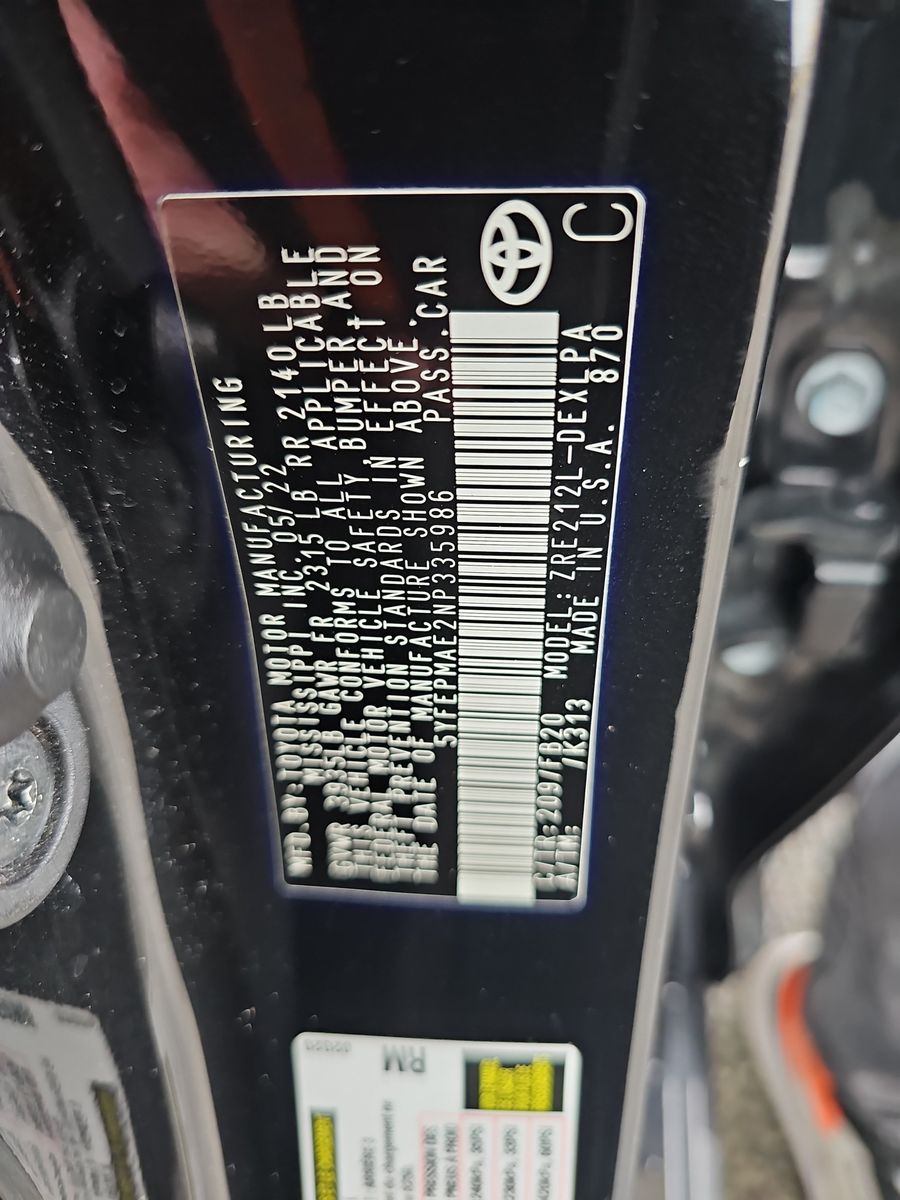 MFD.BY:TOYOTA MOTOR MANUFACTURING
MISSISSIPPI INC. 05/22
GVWR 3935LB GAWR FR 2315 LB RR 2140 LB
THIS VEHICLE CONFORMS TO ALL APPLICABLE
FEDERAL MOTOR VEHICLE SAFETY, BUMPER AND
THEFT PREVENTION STANDARDS IN EFFECT ON
THE DATE OF MANUFACTURE SHOWN ABOVE.
5YFEPMAE2NP335986 PASS.CAR
C/TR:209/FB20 MODEL:ZRE212L-DEXLPA
A/TM: /K313 MADE IN U.S.A. 870
C
RM